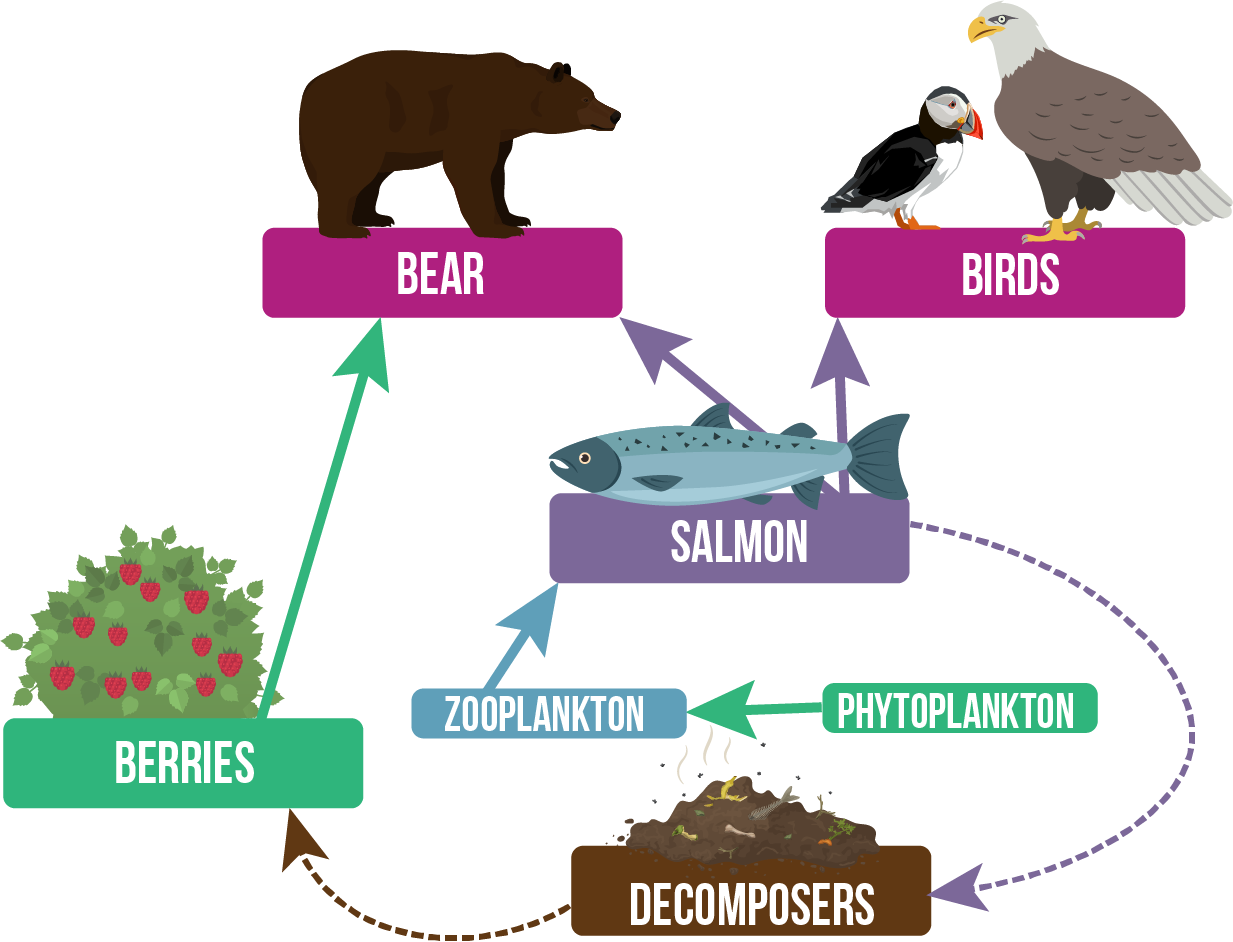 BEAR
BIRDS
SALMON
ZOOPLANKTON
PHYTOPLANKTON
BERRIES
DECOMPOSERS